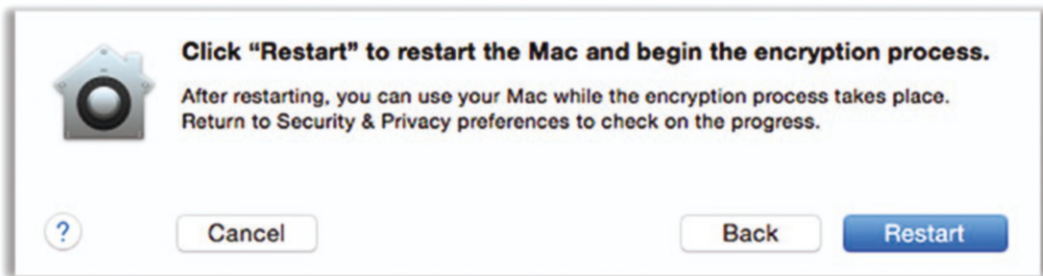 Click “Restart” to restart the Mac and begin the encryption process.
After restarting, you can use your Mac while the encryption process takes place.
Return to Security & Privacy preferences to check on the progress.
?
Cancel
Back
Restart